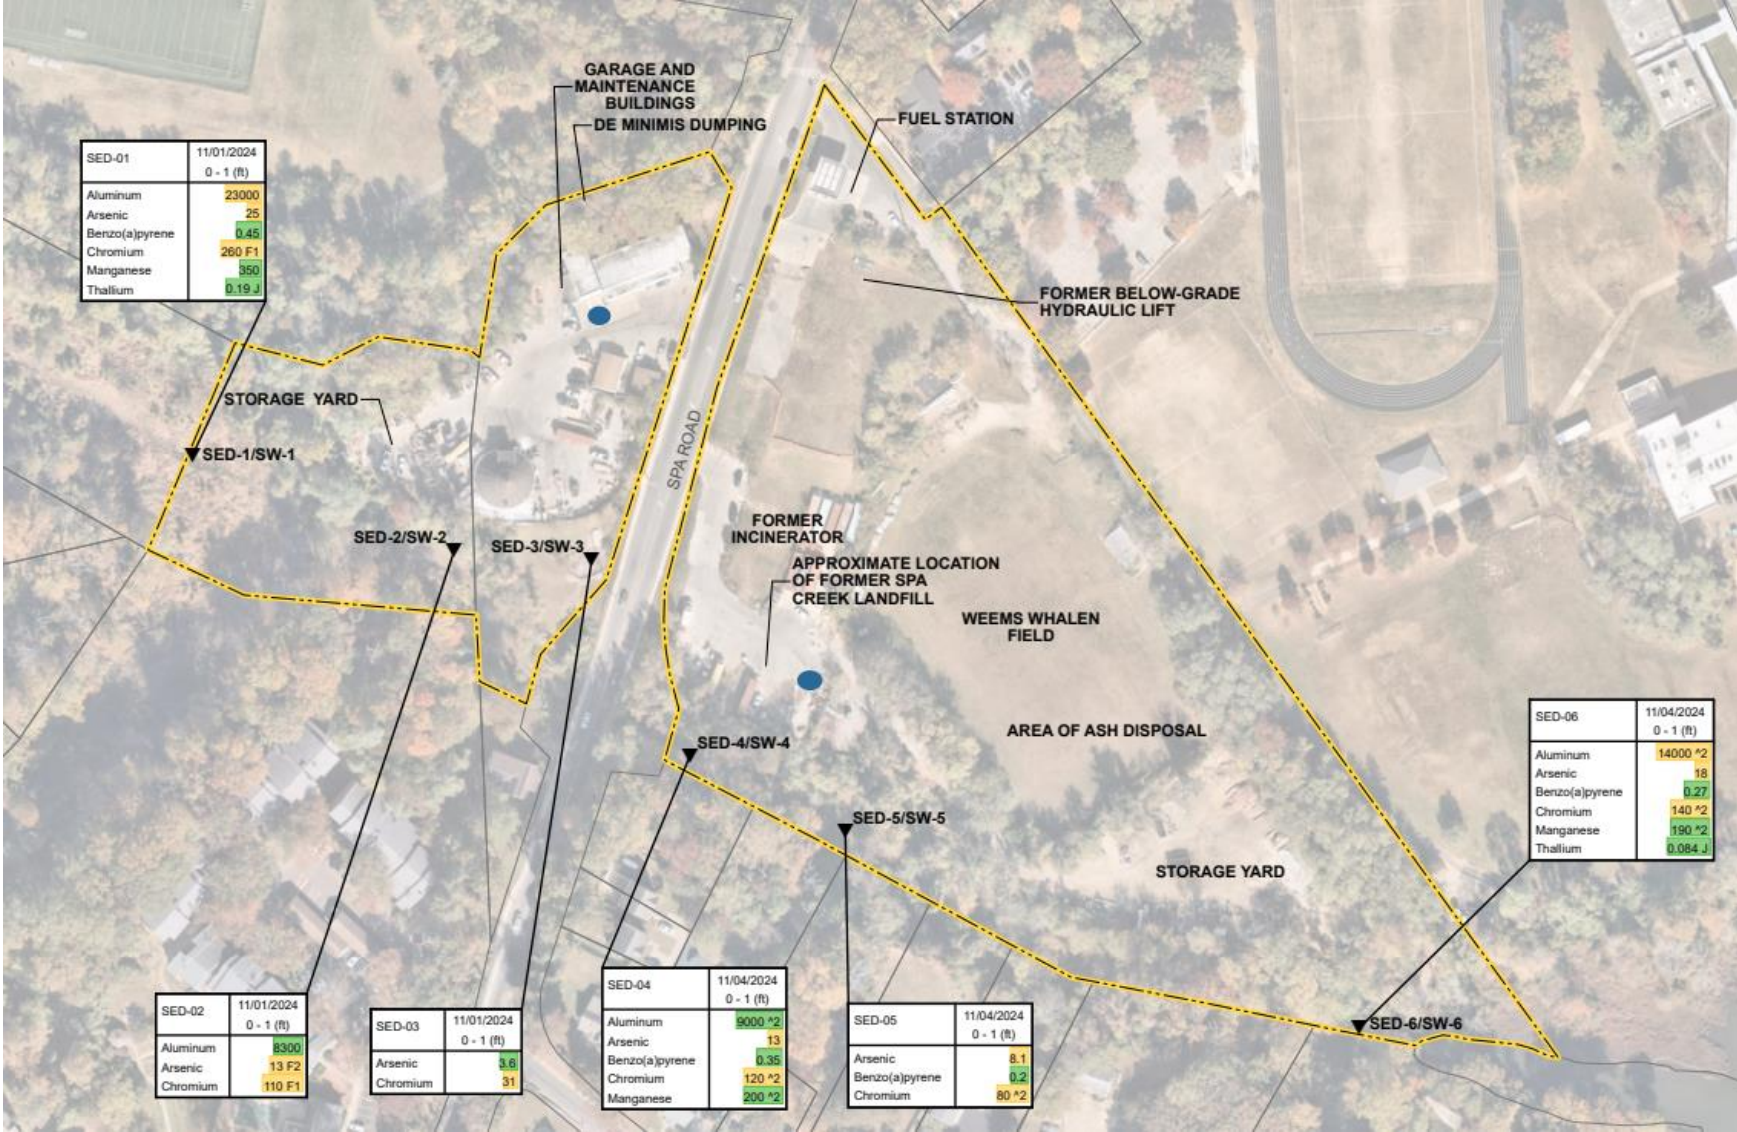 GARAGE AND
MAINTENANCE
BUILDINGS
DE MINIMIS DUMPING
FUEL STATION
SED-01 11/01/2024
0 - 1 (ft)
Aluminum 23000
Arsenic 25
Benzo(a)pyrene 0.45
Chromium 260 F1
Manganese 350
Thallium 0.19 J
FORMER BELOW-GRADE
HYDRAULIC LIFT
STORAGE YARD
SED-1/SW-1
SPA ROAD
SED-2/SW-2
SED-3/SW-3
FORMER
INCINERATOR
APPROXIMATE LOCATION
OF FORMER SPA
CREEK LANDFILL
WEEMS WHALEN
FIELD
AREA OF ASH DISPOSAL
SED-4/SW-4
SED-5/SW-5
STORAGE YARD
SED-06 11/04/2024
0 - 1 (ft)
Aluminum 14000 ^2
Arsenic 18
Benzo(a)pyrene 0.27
Chromium 140 ^2
Manganese 190 ^2
Thallium 0.084 J
SED-6/SW-6
SED-02 11/01/2024
0 - 1 (ft)
Aluminum 8300
Arsenic 13 F2
Chromium 110 F1
SED-03 11/01/2024
0 - 1 (ft)
Arsenic 3.6
Chromium 31
SED-04 11/04/2024
0 - 1 (ft)
Aluminum 9000 ^2
Arsenic 13
Benzo(a)pyrene 0.35
Chromium 120 ^2
Manganese 200 ^2
SED-05 11/04/2024
0 - 1 (ft)
Arsenic 8.1
Benzo(a)pyrene 0.2
Chromium 80 ^2